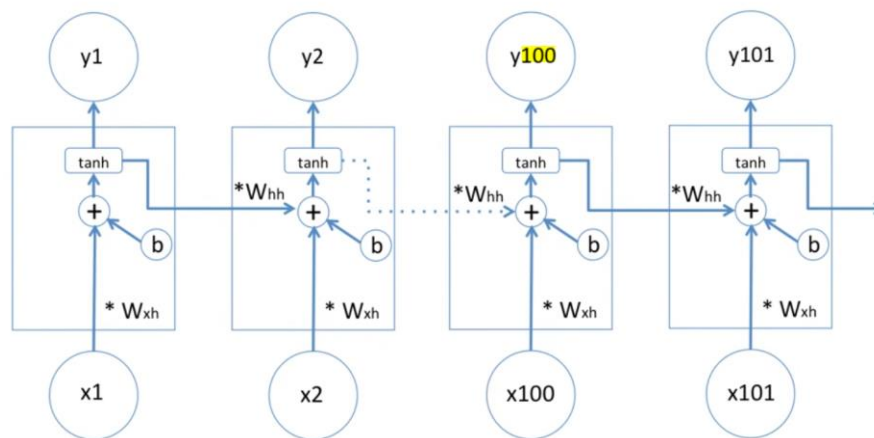 y1 y2 y100 y101
tanh tanh tanh tanh
*Whh *Whh *Whh
+ + + +
b b b b
* Wxh * Wxh * Wxh * Wxh
x1 x2 x100 x101